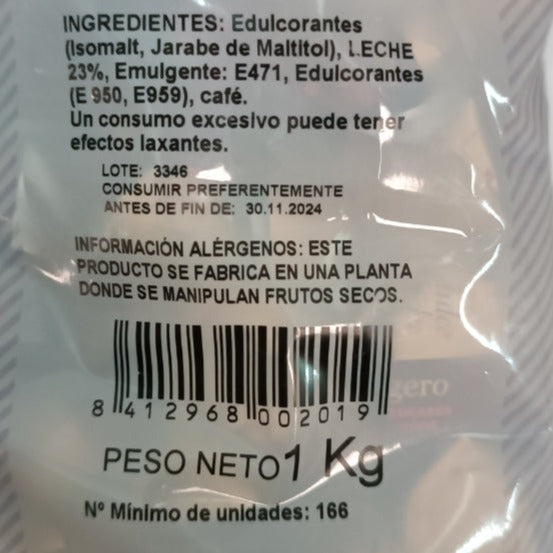 INGREDIENTES: Edulcorantes
(Isomalt, Jarabe de Maltitol), LECHE
23%, Emulgente: E471, Edulcorantes
(E 950, E959), café.
Un consumo excesivo puede tener
efectos laxantes.
LOTE: 3346
CONSUMIR PREFERENTEMENTE
ANTES DE FIN DE: 30.11.2024
INFORMACIÓN ALÉRGENOS: ESTE
PRODUCTO SE FABRICA EN UNA PLANTA
DONDE SE MANIPULAN FRUTOS SECOS.
gero
8 412968 002019
PESO NETO 1 Kg
Nº Mínimo de unidades: 166